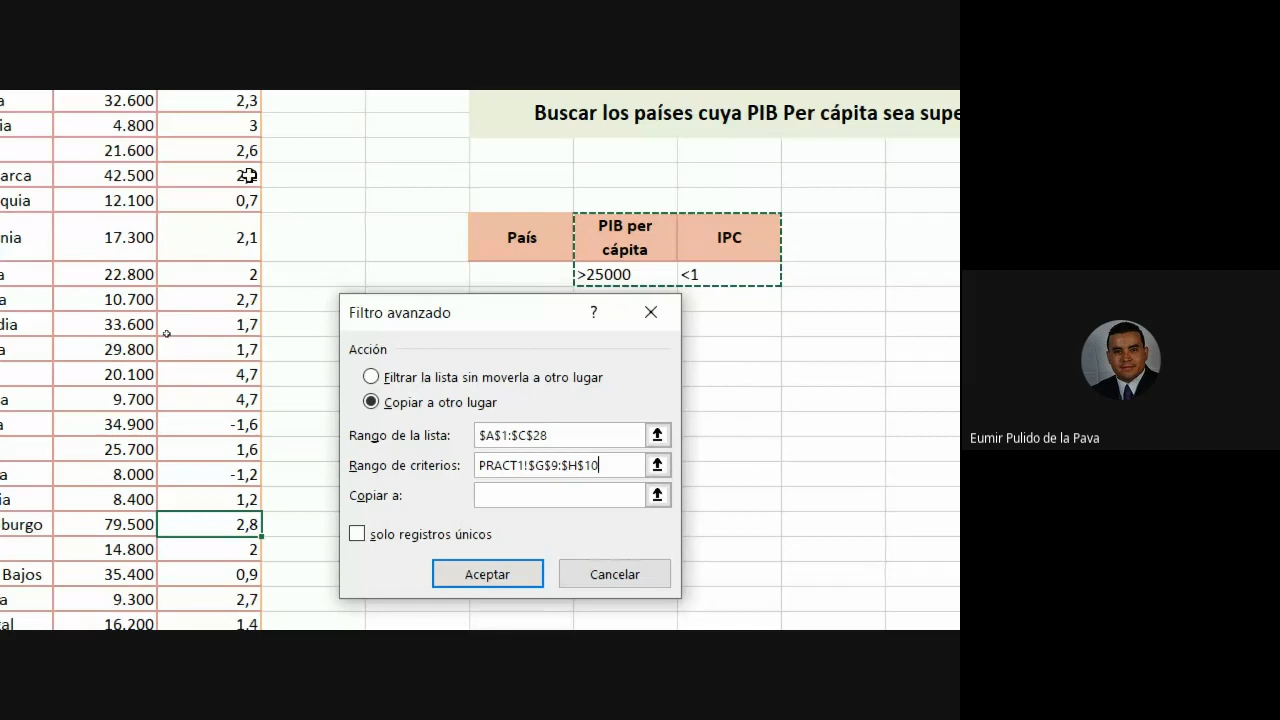 a 32.600 2,3
ia 4.800 3
21.600 2,6
arca 42.500
quia 12.100 0,7
nia 17.300 2,1
a 22.800 2
a 10.700 2,7
dia 33.600 1,7
a 29.800 1,7
20.100 4,7
a 9.700 4,7
a 34.900 -1,6
25.700 1,6
a 8.000 -1,2
ia 8.400 1,2
burgo 79.500 2,8
14.800 2
Bajos 35.400 0,9
a 9.300 2,7
al 16.200 1,4
Buscar los países cuya PIB Per cápita sea supe
País
PIB per
cápita
IPC
>25000 <1
Filtro avanzado ?
Acción
Filtrar la lista sin moverla a otro lugar
Copiar a otro lugar
Rango de la lista: $A$1:$C$28
Rango de criterios: PRACT1!$G$9:$H$10
Copiar a:
solo registros únicos
Aceptar Cancelar
Eumir Pulido de la Pava